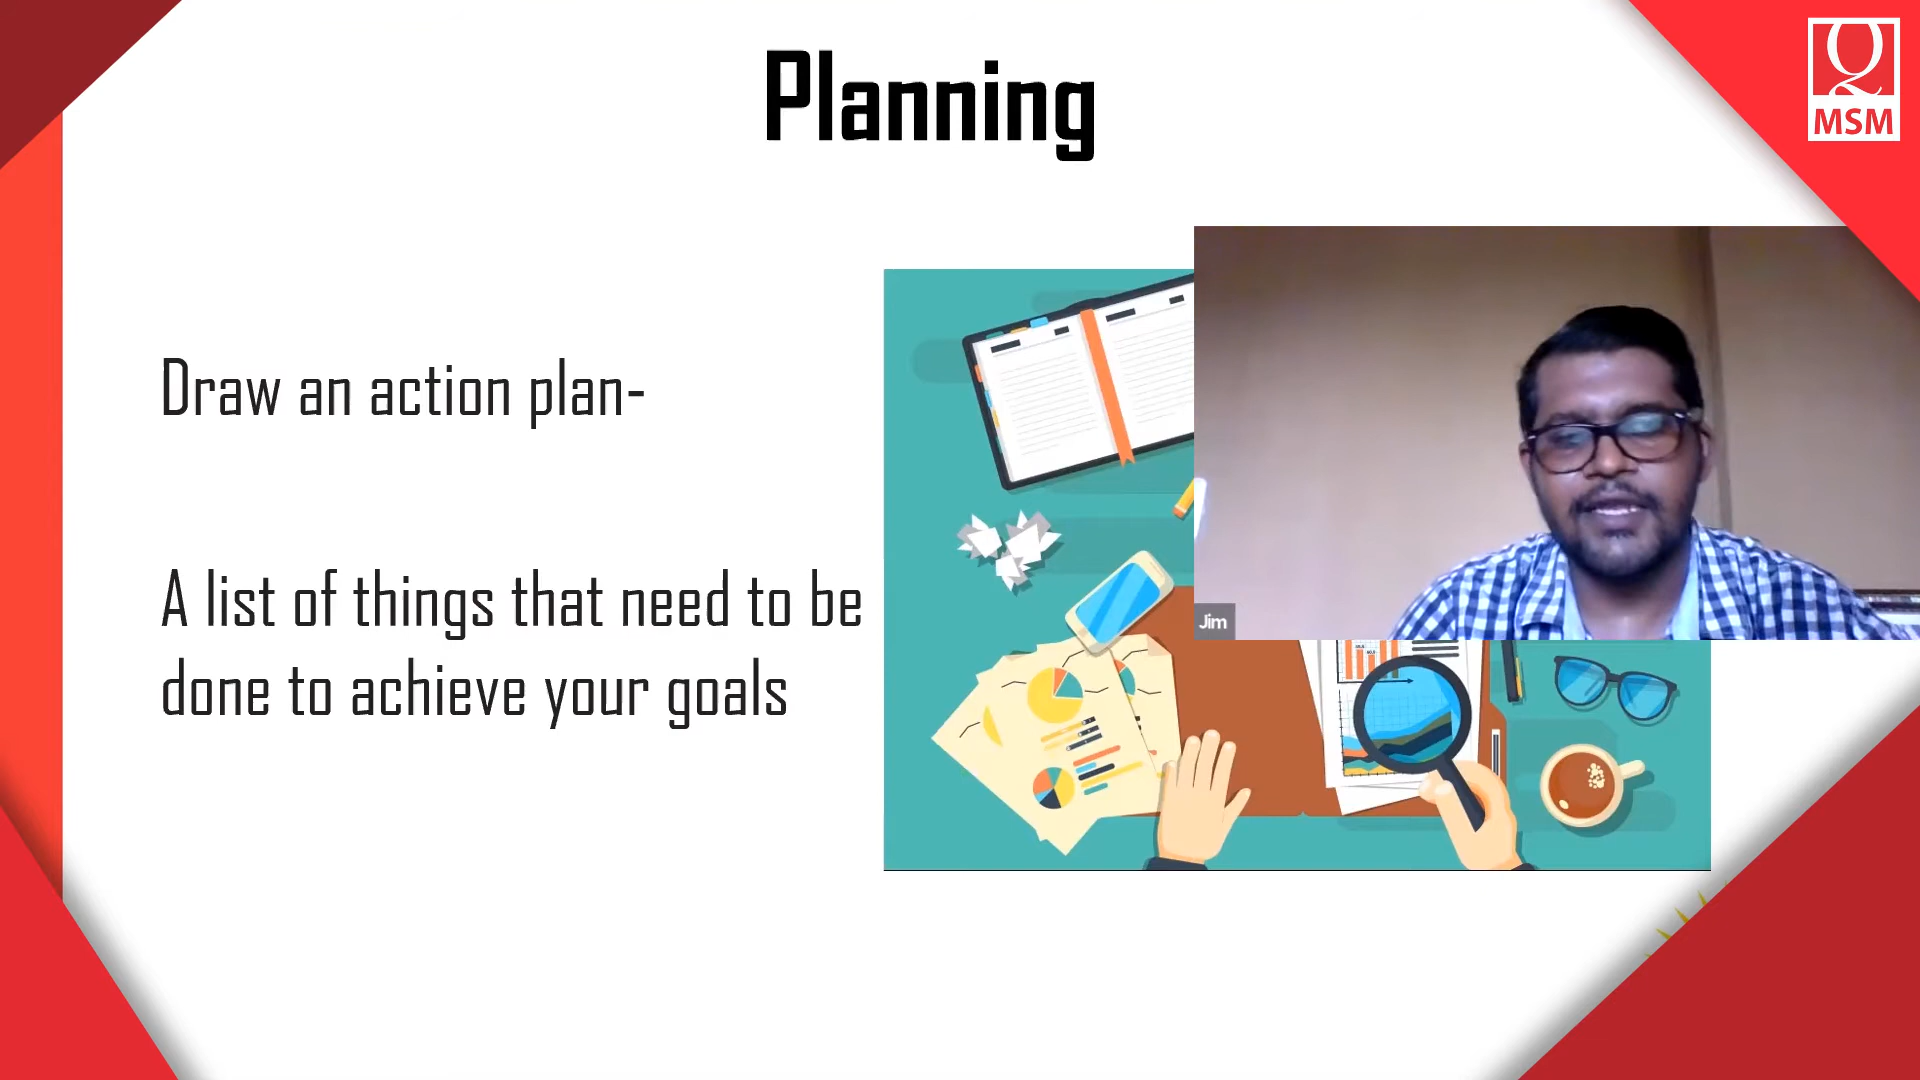 Planning
Q
MSM
Draw an action plan-
A list of things that need to be
done to achieve your goals
Jim